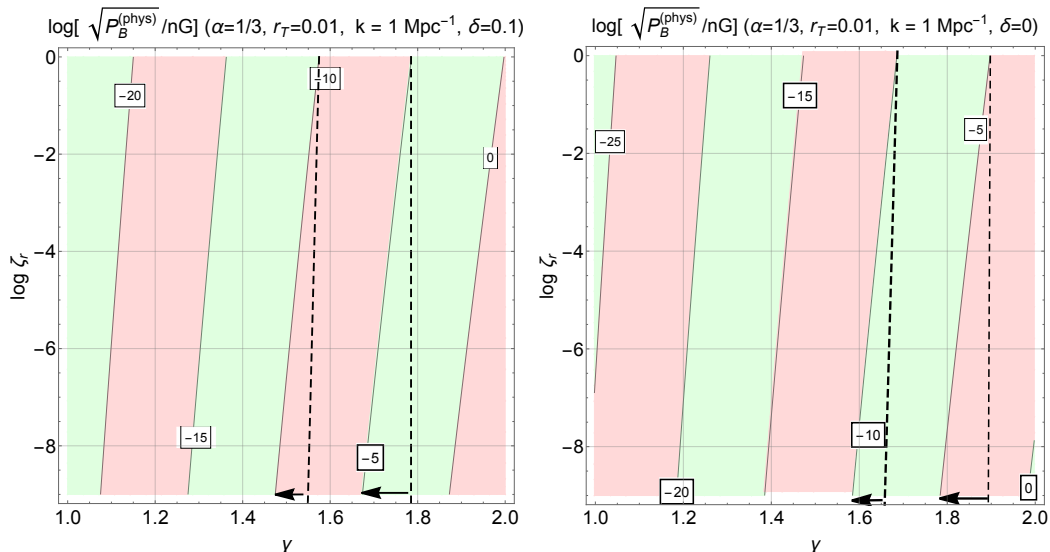 log[ √P_B^(phys) /nG] (α=1/3, r_T=0.01, k = 1 Mpc⁻¹, δ=0.1)
0
−2
−4
−6
−8
log ζ_r
−20
−10
0
−15
−5
1.0 1.2 1.4 1.6 1.8 2.0
γ
log[ √P_B^(phys) /nG] (α=1/3, r_T=0.01, k = 1 Mpc⁻¹, δ=0)
0
−2
−4
−6
−8
log ζ_r
−15
−5
−25
−10
−20
0
1.0 1.2 1.4 1.6 1.8 2.0
γ